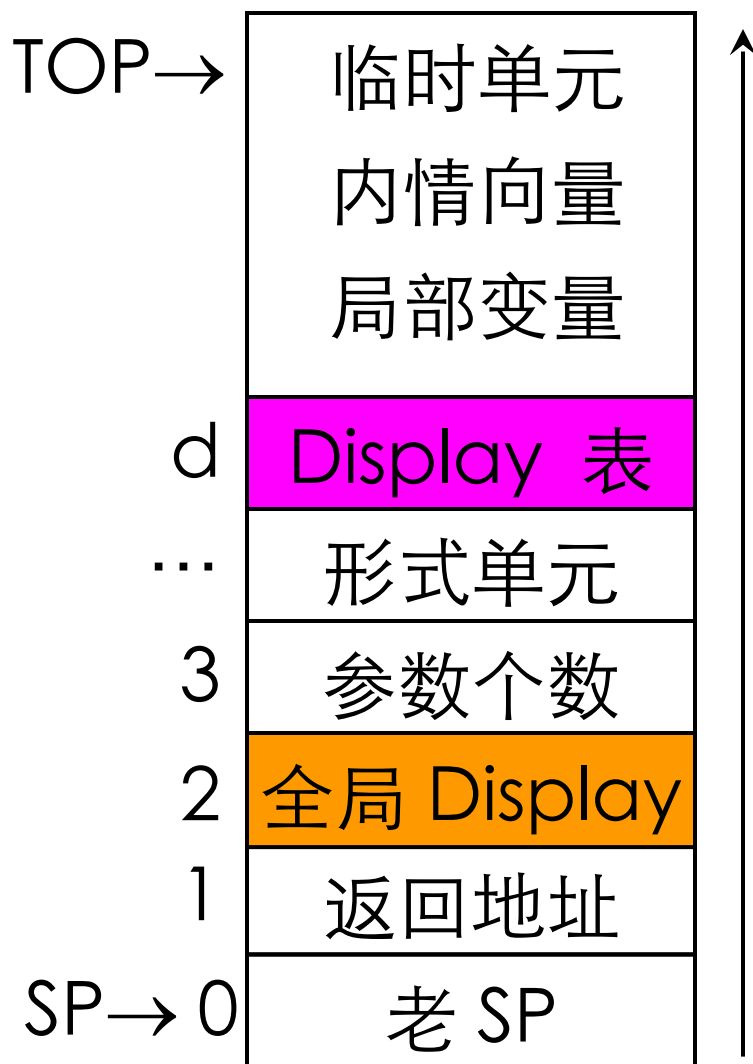 TOP→ 临时单元
内情向量
局部变量
d Display 表
... 形式单元
3 参数个数
2 全局 Display
1 返回地址
SP→ 0 老 SP